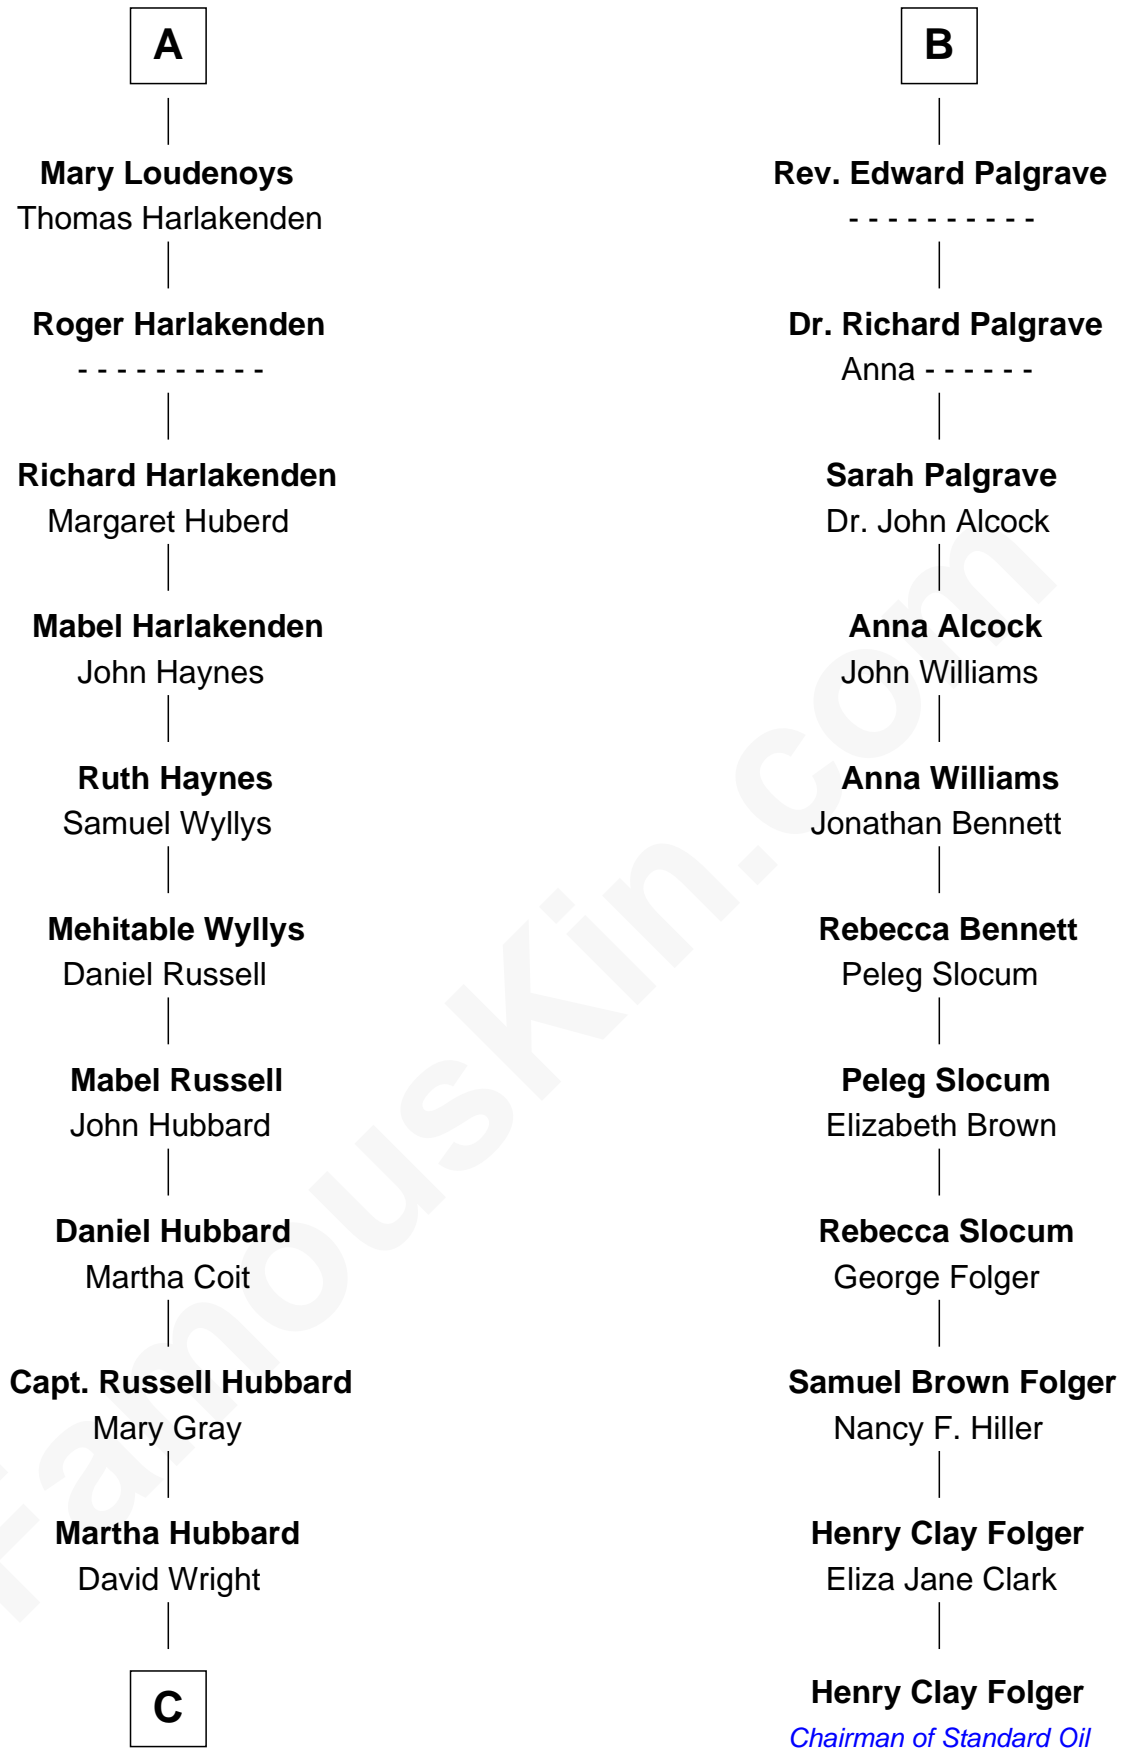 A
Mary Loudenoys
Thomas Harlakenden
Roger Harlakenden
- - - - - - - - - -
Richard Harlakenden
Margaret Huberd
Mabel Harlakenden
John Haynes
Ruth Haynes
Samuel Wyllys
Mehitable Wyllys
Daniel Russell
Mabel Russell
John Hubbard
Daniel Hubbard
Martha Coit
Capt. Russell Hubbard
Mary Gray
Martha Hubbard
David Wright
C
B
Rev. Edward Palgrave
- - - - - - - - - -
Dr. Richard Palgrave
Anna - - - - - -
Sarah Palgrave
Dr. John Alcock
Anna Alcock
John Williams
Anna Williams
Jonathan Bennett
Rebecca Bennett
Peleg Slocum
Peleg Slocum
Elizabeth Brown
Rebecca Slocum
George Folger
Samuel Brown Folger
Nancy F. Hiller
Henry Clay Folger
Eliza Jane Clark
Henry Clay Folger
Chairman of Standard Oil
FamousKin.com